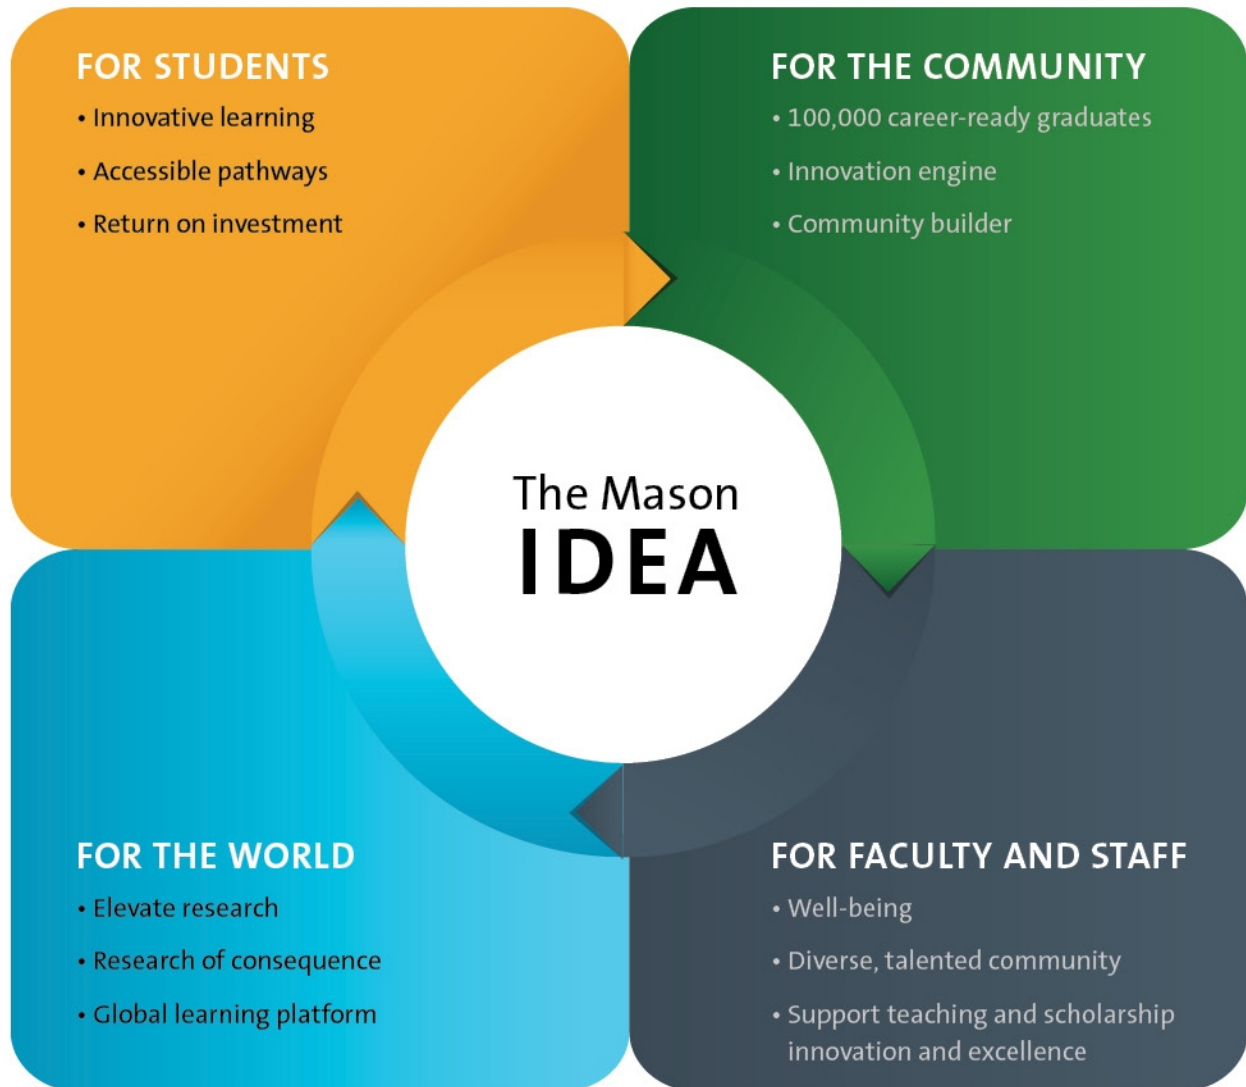 FOR STUDENTS
• Innovative learning
• Accessible pathways
• Return on investment
FOR THE COMMUNITY
• 100,000 career-ready graduates
• Innovation engine
• Community builder
The Mason
IDEA
FOR THE WORLD
• Elevate research
• Research of consequence
• Global learning platform
FOR FACULTY AND STAFF
• Well-being
• Diverse, talented community
• Support teaching and scholarship
innovation and excellence